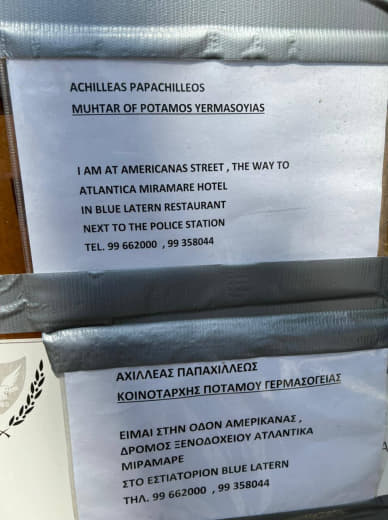 ACHILLEAS PAPACHILLEOS
MUHTAR OF POTAMOS YERMASOYIAS
I AM AT AMERICANAS STREET , THE WAY TO
ATLANTICA MIRAMARE HOTEL
IN BLUE LATERN RESTAURANT
NEXT TO THE POLICE STATION
TEL. 99 662000 , 99 358044
ΑΧΙΛΛΕΑΣ ΠΑΠΑΧΙΛΛΕΩΣ
ΚΟΙΝΟΤΑΡΧΗΣ ΠΟΤΑΜΟΥ ΓΕΡΜΑΣΟΓΕΙΑΣ
ΕΙΜΑΙ ΣΤΗΝ ΟΔΟΝ ΑΜΕΡΙΚΑΝΑΣ ,
ΔΡΟΜΟΣ ΞΕΝΟΔΟΧΕΙΟΥ ΑΤΛΑΝΤΙΚΑ
ΜΙΡΑΜΑΡΕ
ΣΤΟ ΕΣΤΙΑΤΟΡΙΟΝ BLUE LATERN
ΤΗΛ. 99 662000 , 99 358044